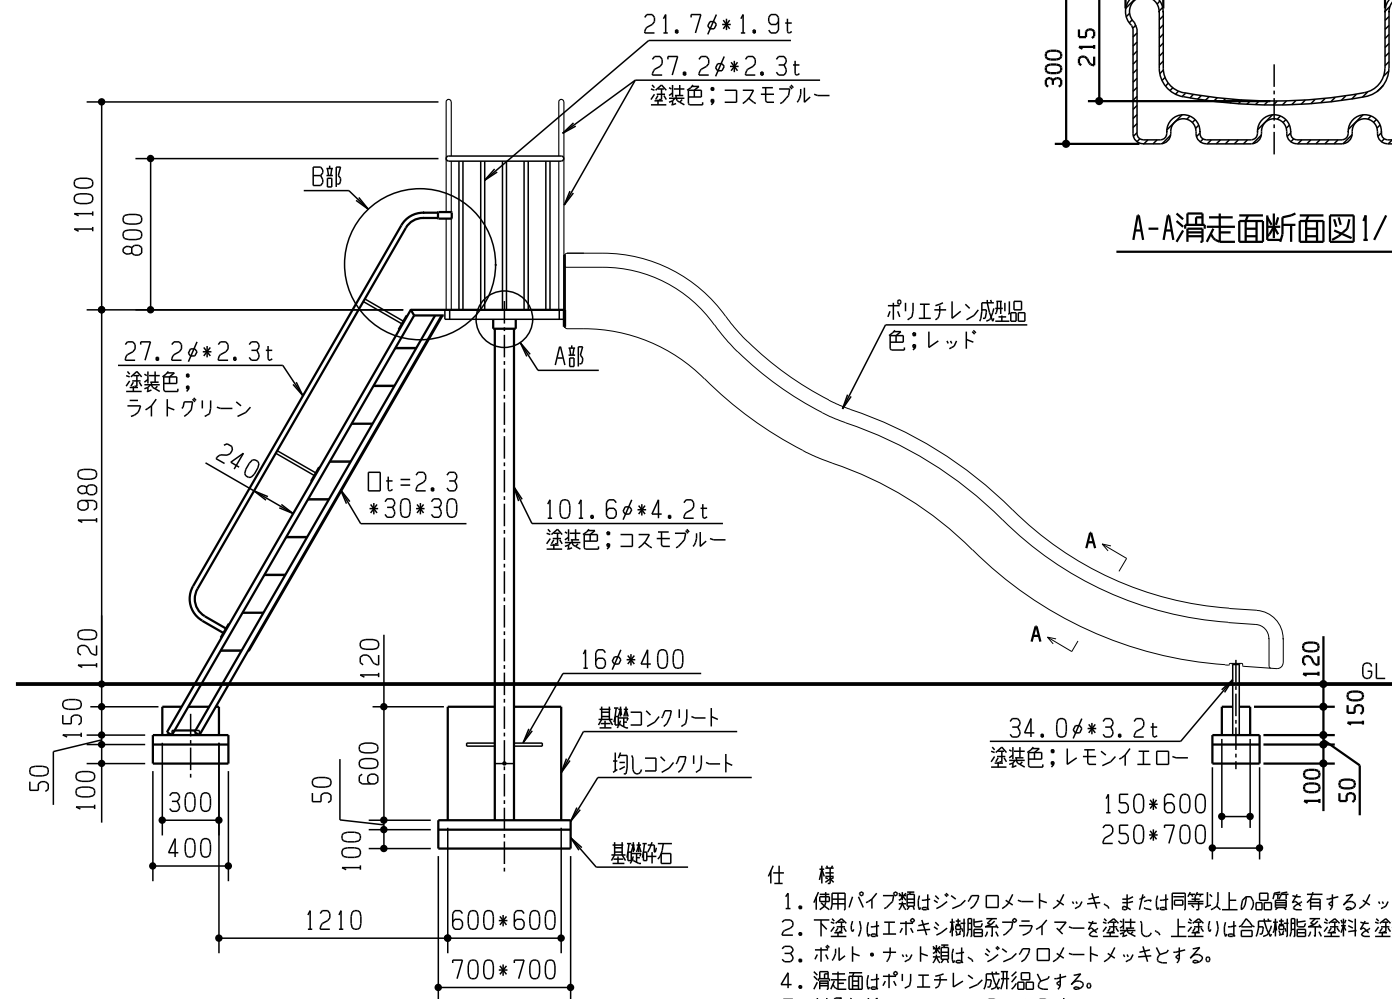 21.7φ*1.9t
27.2φ*2.3t
塗装色；コスモブルー
300
215
A-A滑走面断面図1/
B部
1100
800
A部
ポリエチレン成型品
色；レッド
27.2φ*2.3t
塗装色；
ライトグリーン
240
□t=2.3
*30*30
1980
101.6φ*4.2t
塗装色；コスモブルー
A
A
120
120
16φ*400
120
GL
150
50
100
300
400
600
50
100
基礎コンクリート
均しコンクリート
基礎砕石
34.0φ*3.2t
塗装色；レモンイエロー
150
100
50
150*600
250*700
1210
600*600
700*700
仕 様
1. 使用パイプ類はジンクロメートメッキ、または同等以上の品質を有するメッ
2. 下塗りはエポキシ樹脂系プライマーを塗装し、上塗りは合成樹脂系塗料を塗
3. ボルト・ナット類は、ジンクロメートメッキとする。
4. 滑走面はポリエチレン成形品とする。